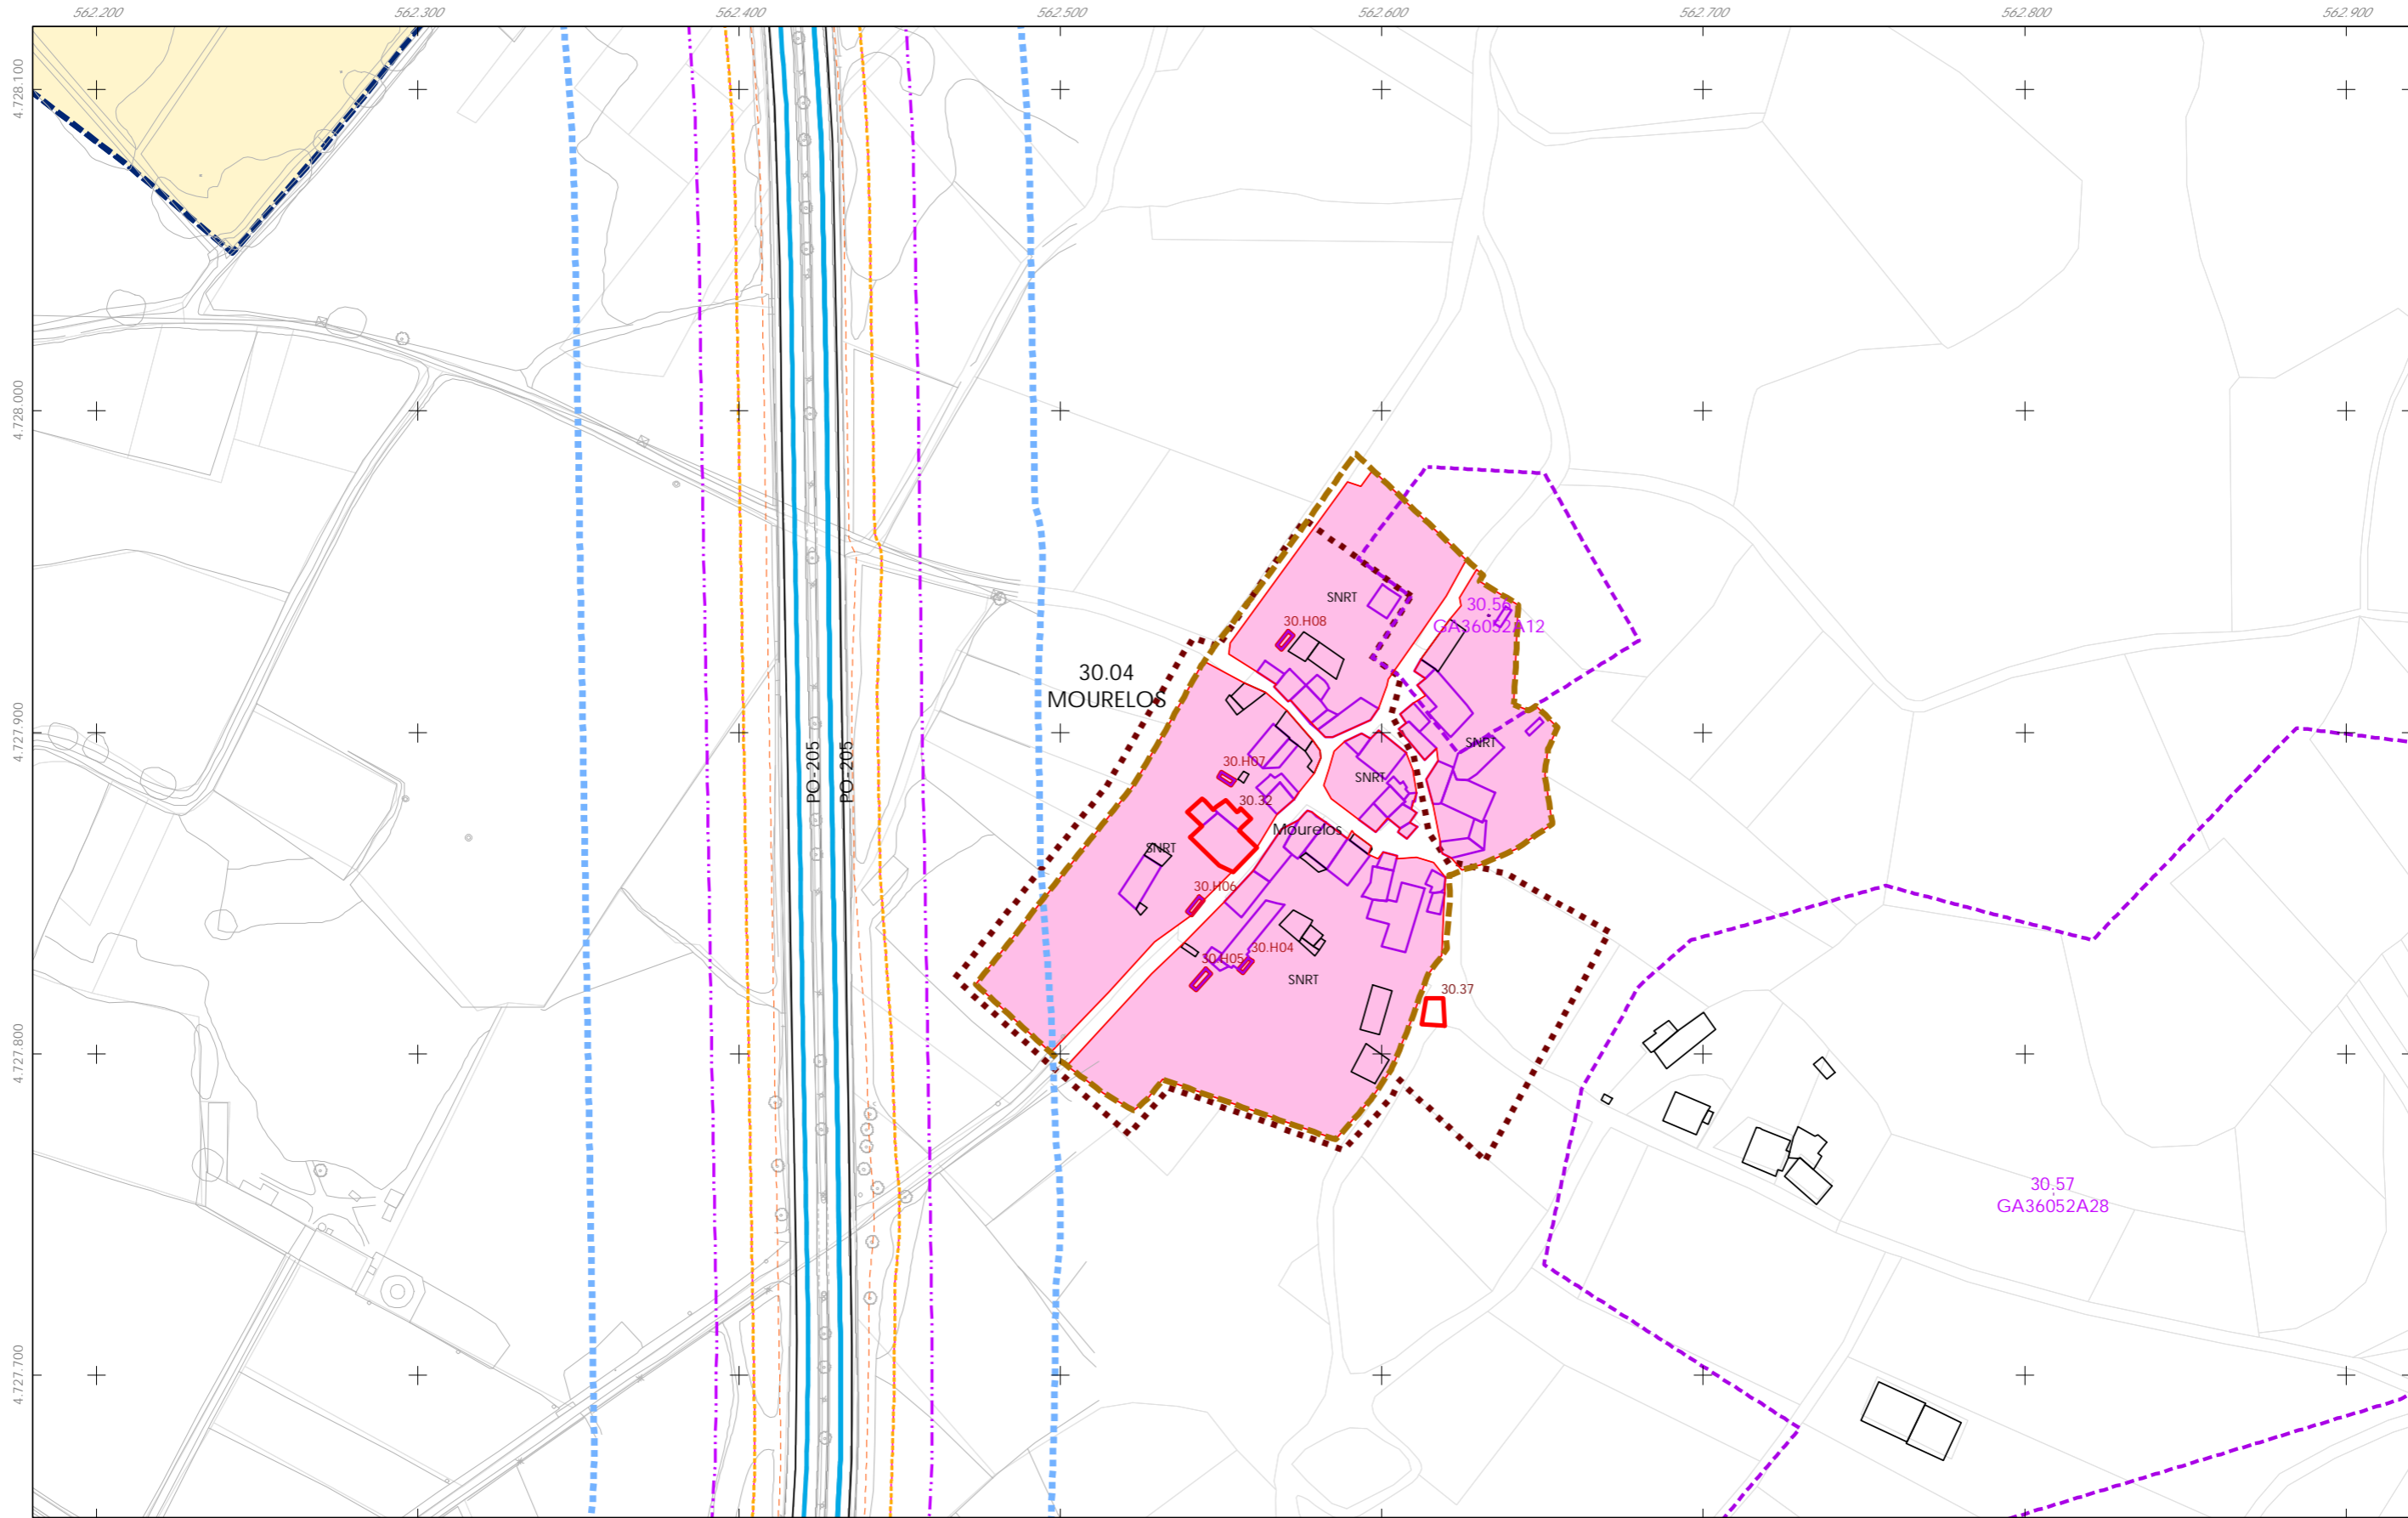 562.200
562.300
562.400
562.500
562.600
562.700
562.800
562.900
4.728.100
4.728.000
4.727.900
4.727.800
4.727.700
SNRT
30.H08
30.56
GA36052A12
30.04
MOURELOS
SNRT
SNRT
PO-205
PO-205
30.H07
30.32
Mourelos
SNRT
30.H06
30.H04
30.H05
SNRT
30.37
30.57
GA36052A28